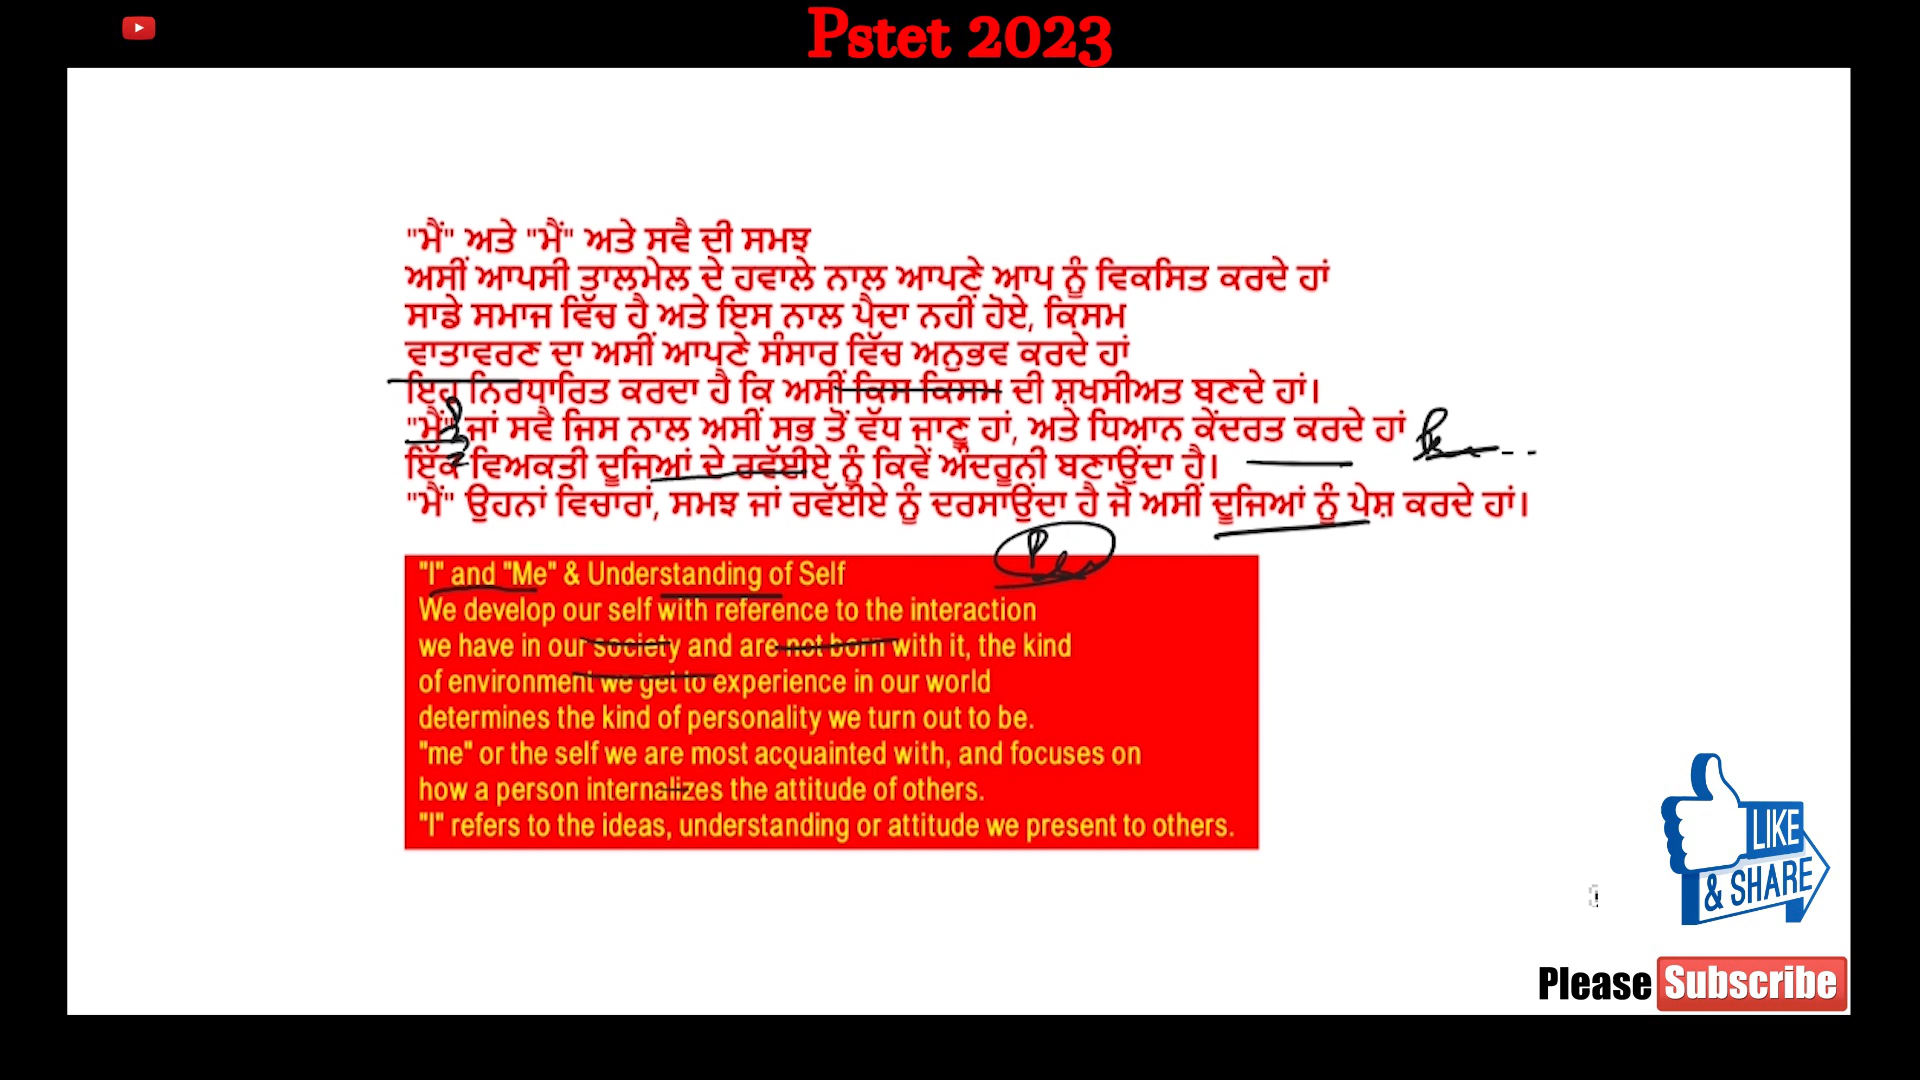 Pstet 2023
"ਮੈਂ" ਅਤੇ "ਮੈਂ" ਅਤੇ ਸਵੈ ਦੀ ਸਮਝ
ਅਸੀਂ ਆਪਸੀ ਤਾਲਮੇਲ ਦੇ ਹਵਾਲੇ ਨਾਲ ਆਪਣੇ ਆਪ ਨੂੰ ਵਿਕਸਿਤ ਕਰਦੇ ਹਾਂ
ਸਾਡੇ ਸਮਾਜ ਵਿੱਚ ਹੈ ਅਤੇ ਇਸ ਨਾਲ ਪੈਦਾ ਨਹੀਂ ਹੋਏ, ਕਿਸਮ
ਵਾਤਾਵਰਣ ਦਾ ਅਸੀਂ ਆਪਣੇ ਸੰਸਾਰ ਵਿੱਚ ਅਨੁਭਵ ਕਰਦੇ ਹਾਂ
ਇਹ ਨਿਰਧਾਰਿਤ ਕਰਦਾ ਹੈ ਕਿ ਅਸੀਂ ਕਿਸ ਕਿਸਮ ਦੀ ਸ਼ਖਸੀਅਤ ਬਣਦੇ ਹਾਂ।
"ਮੈਂ" ਜਾਂ ਸਵੈ ਜਿਸ ਨਾਲ ਅਸੀਂ ਸਭ ਤੋਂ ਵੱਧ ਜਾਣੂ ਹਾਂ, ਅਤੇ ਧਿਆਨ ਕੇਂਦਰਤ ਕਰਦੇ ਹਾਂ
ਇੱਕ ਵਿਅਕਤੀ ਦੂਜਿਆਂ ਦੇ ਰਵੱਈਏ ਨੂੰ ਕਿਵੇਂ ਅੰਦਰੂਨੀ ਬਣਾਉਂਦਾ ਹੈ।
"ਮੈਂ" ਉਹਨਾਂ ਵਿਚਾਰਾਂ, ਸਮਝ ਜਾਂ ਰਵੱਈਏ ਨੂੰ ਦਰਸਾਉਂਦਾ ਹੈ ਜੋ ਅਸੀਂ ਦੂਜਿਆਂ ਨੂੰ ਪੇਸ਼ ਕਰਦੇ ਹਾਂ।
"I" and "Me" & Understanding of Self
We develop our self with reference to the interaction
we have in our society and are not born with it, the kind
of environment we get to experience in our world
determines the kind of personality we turn out to be.
"me" or the self we are most acquainted with, and focuses on
how a person internalizes the attitude of others.
"I" refers to the ideas, understanding or attitude we present to others.
LIKE
& SHARE
Please Subscribe